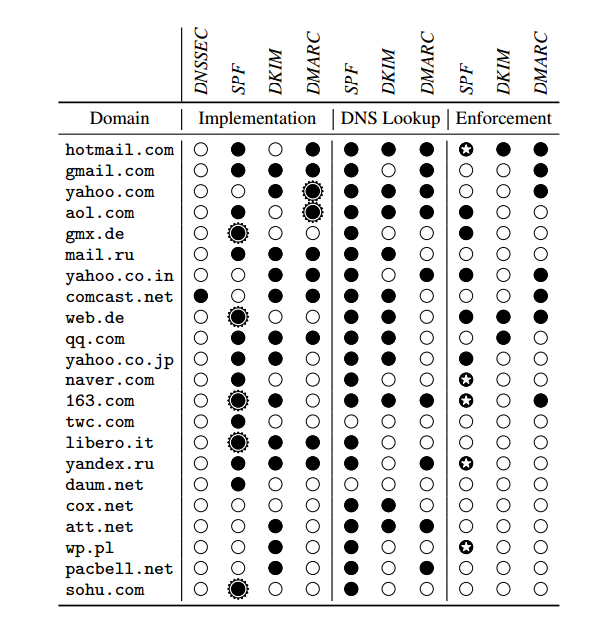 DNSSEC SPF DKIM DMARC SPF DKIM DMARC SPF DKIM DMARC
Domain Implementation DNS Lookup Enforcement
hotmail.com
gmail.com
yahoo.com
aol.com
gmx.de
mail.ru
yahoo.co.in
comcast.net
web.de
qq.com
yahoo.co.jp
naver.com
163.com
twc.com
libero.it
yandex.ru
daum.net
cox.net
att.net
wp.pl
pacbell.net
sohu.com